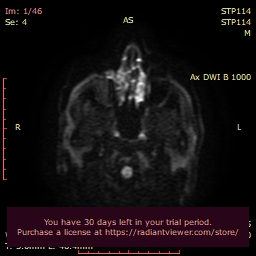 Im: 1/46
Se: 4
AS
STP114
STP114
M
Ax DWI B 1000
R
L
You have 30 days left in your trial period.
Purchase a license at https://radiantviewer.com/store/